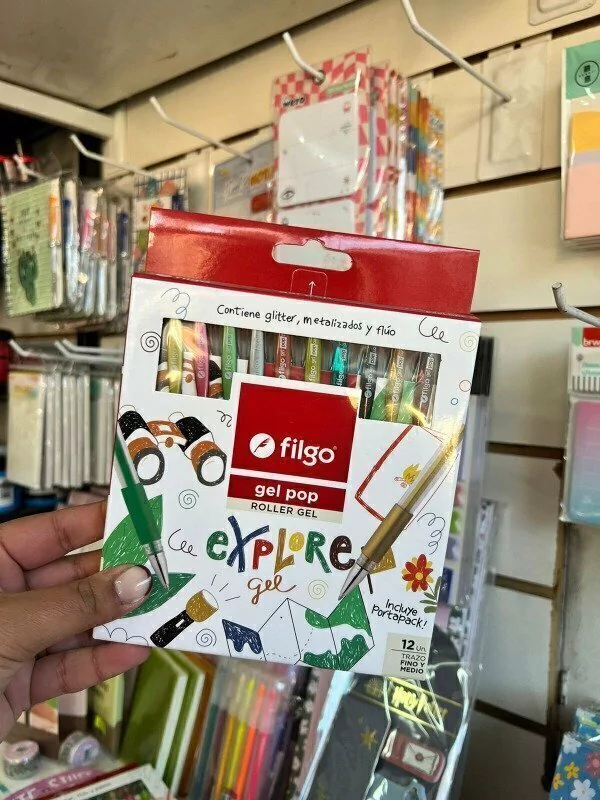 Contiene glitter, metalizados y flúo
filgo
gel pop
ROLLER GEL
eXPLORE
gel
Incluye
portapack!
12 un.
TRAZO
FINO Y
MEDIO